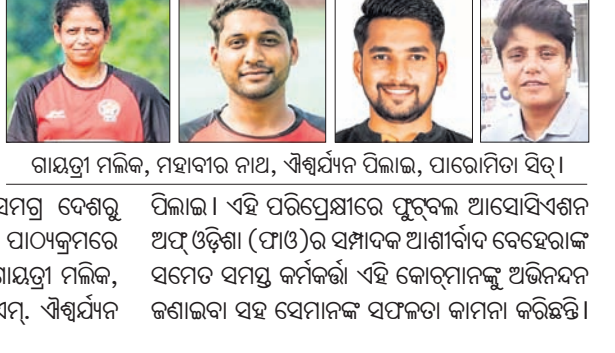 ଗାୟତ୍ରୀ ମଲିକ, ମହାବୀର ନାଥ, ଐଶ୍ୱର୍ଯ୍ୟନ ପିଲାଇ, ପାରୋମିତା ସିତ୍।
ସମଗ୍ର ଦେଶରୁ
ପାଠ୍ୟକ୍ରମରେ
ଗାୟତ୍ରୀ ମଲିକ,
ଏମ୍. ଐଶ୍ୱର୍ଯ୍ୟନ
ପିଲାଇ। ଏହି ପରିପ୍ରେକ୍ଷୀରେ ଫୁଟ୍‌ବଲ ଆସୋସିଏଶନ
ଅଫ୍ ଓଡ଼ିଶା (ଫାଓ)ର ସମ୍ପାଦକ ଆଶୀର୍ବାଦ ବେହେରାଙ୍କ
ସମେତ ସମସ୍ତ କର୍ମକର୍ତ୍ତା ଏହି କୋଚ୍‌ମାନଙ୍କୁ ଅଭିନନ୍ଦନ
ଜଣାଇବା ସହ ସେମାନଙ୍କ ସଫଳତା କାମନା କରିଛନ୍ତି।